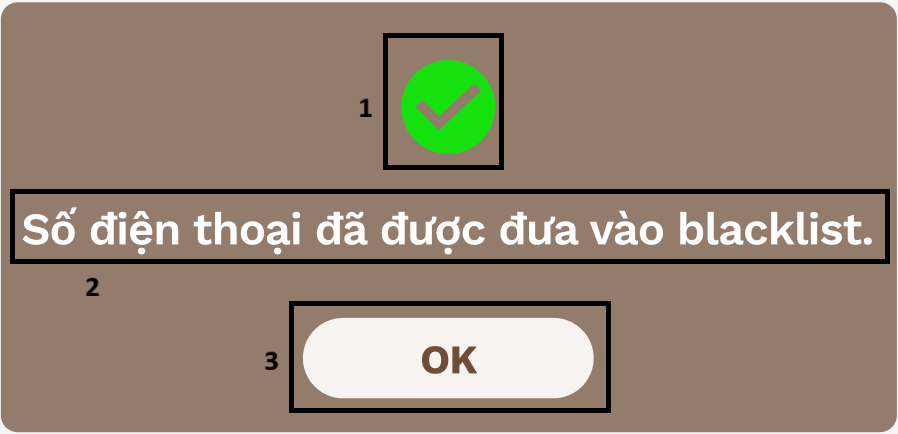 1
Số điện thoại đã được đưa vào blacklist.
2
3
OK